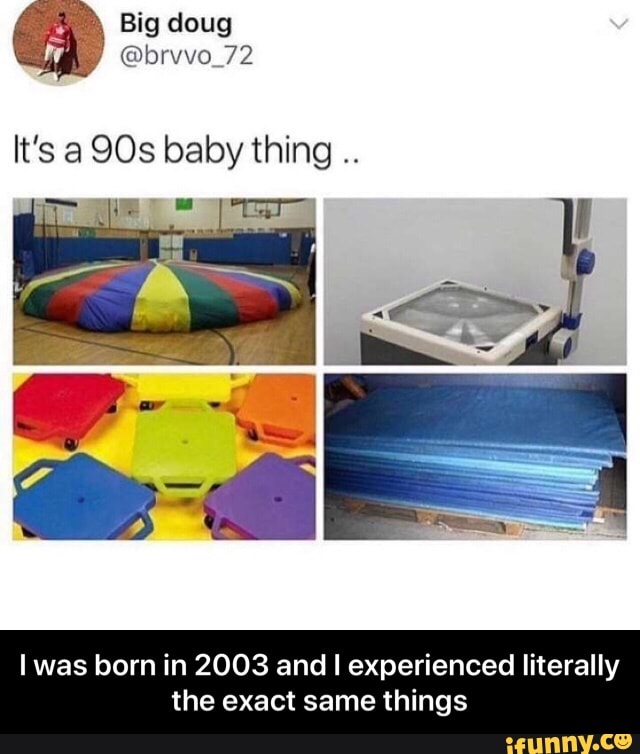 Big doug
@brvvo_72
It's a 90s baby thing ..
I was born in 2003 and I experienced literally
the exact same things
ifunny.co